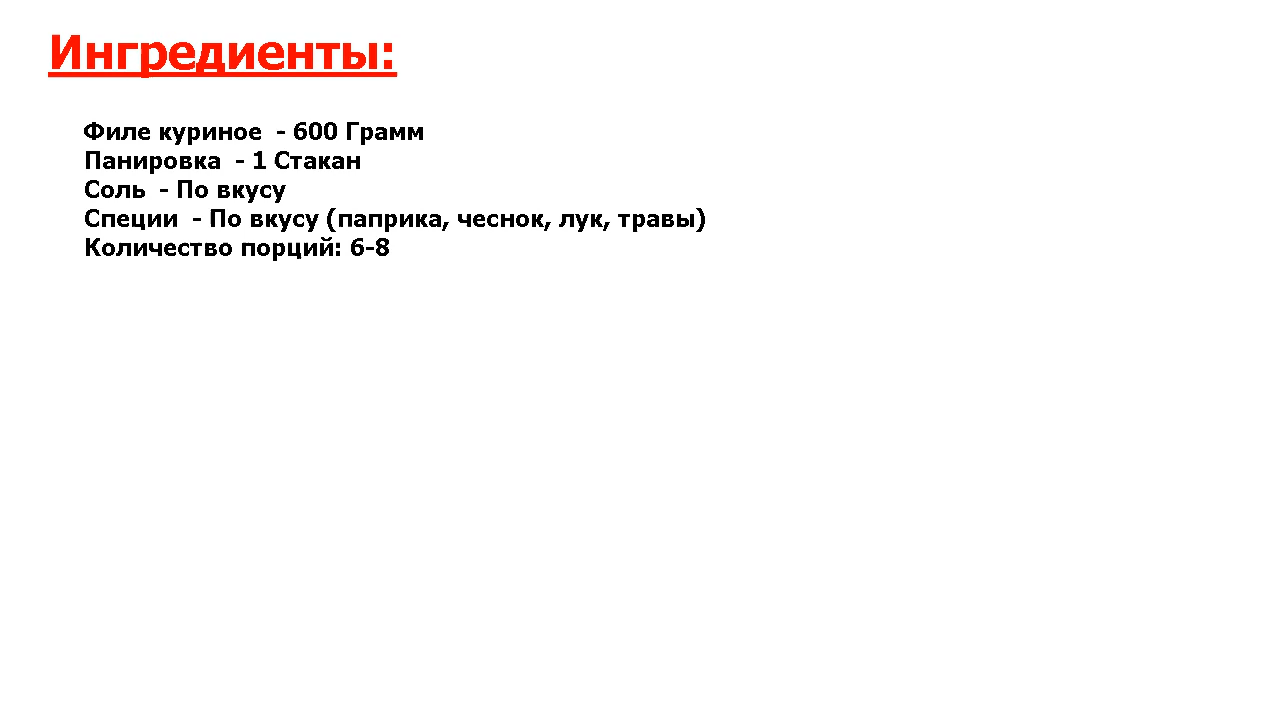 Ингредиенты:
Филе куриное  - 600 Грамм
Панировка  - 1 Стакан
Соль  - По вкусу
Специи  - По вкусу (паприка, чеснок, лук, травы)
Количество порций: 6-8